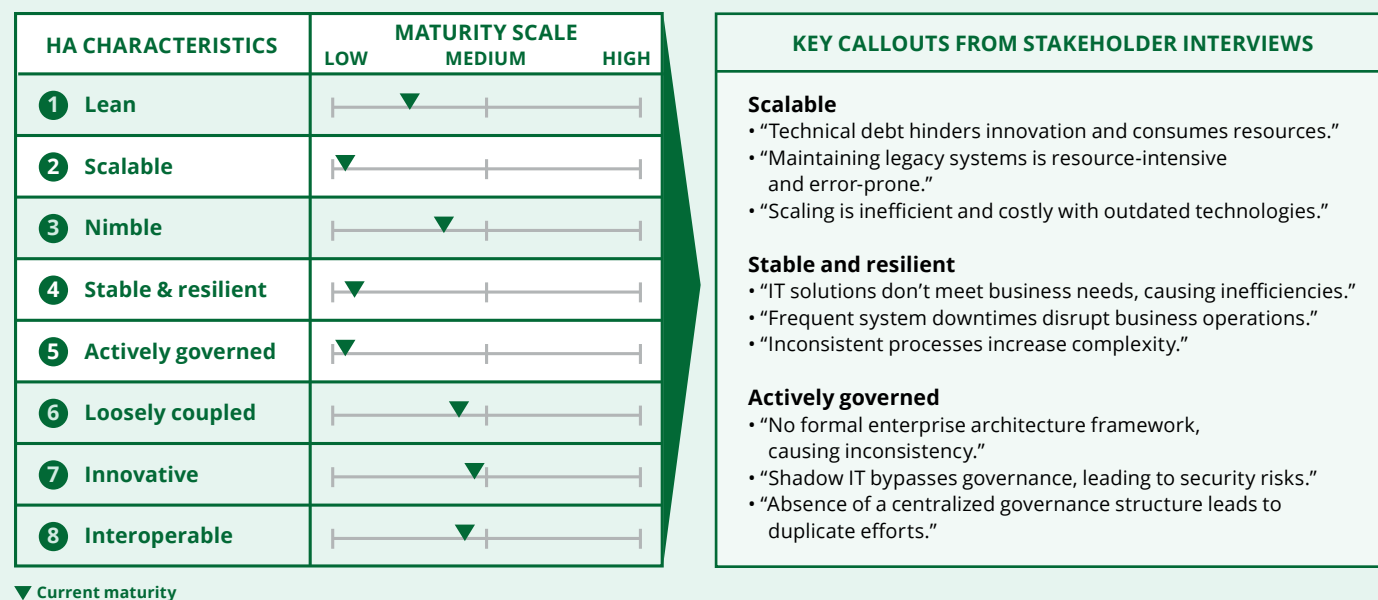 HA CHARACTERISTICS
MATURITY SCALE
LOW MEDIUM HIGH
1 Lean
2 Scalable
3 Nimble
4 Stable & resilient
5 Actively governed
6 Loosely coupled
7 Innovative
8 Interoperable
▼ Current maturity
KEY CALLOUTS FROM STAKEHOLDER INTERVIEWS
Scalable
• “Technical debt hinders innovation and consumes resources.”
• “Maintaining legacy systems is resource-intensive
and error-prone.”
• “Scaling is inefficient and costly with outdated technologies.”
Stable and resilient
• “IT solutions don’t meet business needs, causing inefficiencies.”
• “Frequent system downtimes disrupt business operations.”
• “Inconsistent processes increase complexity.”
Actively governed
• “No formal enterprise architecture framework,
causing inconsistency.”
• “Shadow IT bypasses governance, leading to security risks.”
• “Absence of a centralized governance structure leads to
duplicate efforts.”